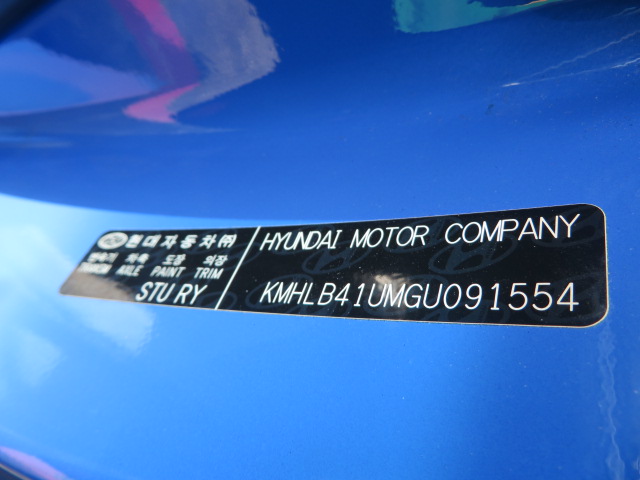 현대자동차㈜
변속기 차축 도장 의장
TRANSM AXLE PAINT TRIM
STU RY
HYUNDAI MOTOR COMPANY
KMHLB41UMGU091554